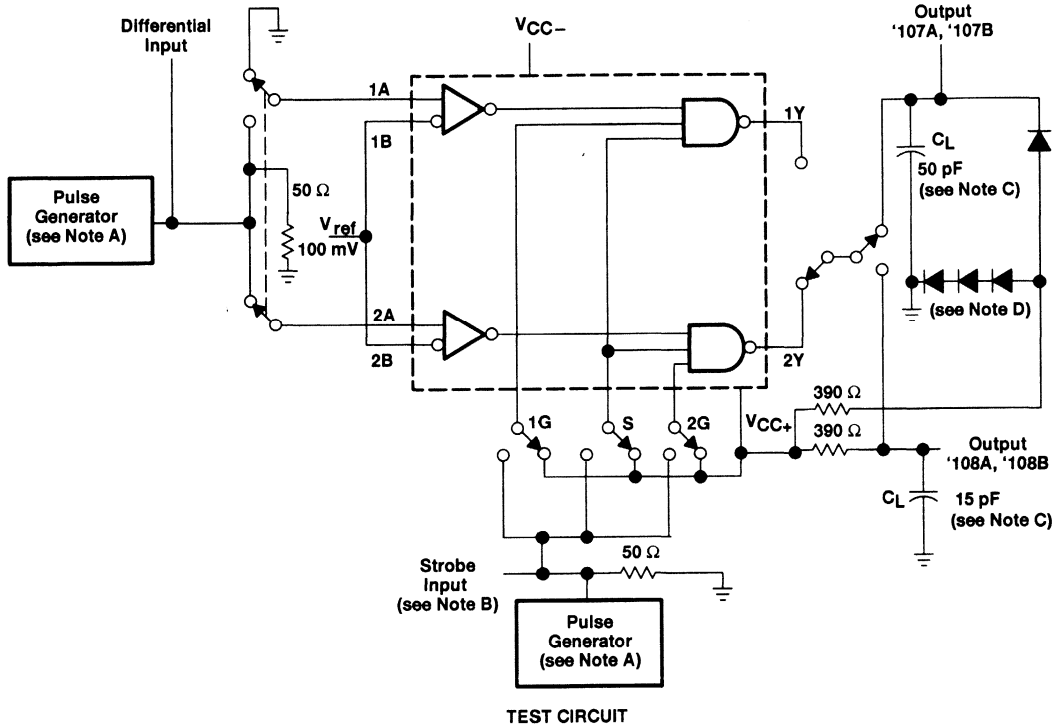 Differential
Input
VCC–
Output
‘107A, ‘107B
1A
1B
1Y
CL
50 pF
(see Note C)
50 Ω
Pulse
Generator
(see Note A)
Vref
100 mV
2A
2B
2Y
(see Note D)
390 Ω
1G
S
2G
VCC+
390 Ω
Output
‘108A, ‘108B
CL
15 pF
(see Note C)
50 Ω
Strobe
Input
(see Note B)
Pulse
Generator
(see Note A)
TEST CIRCUIT